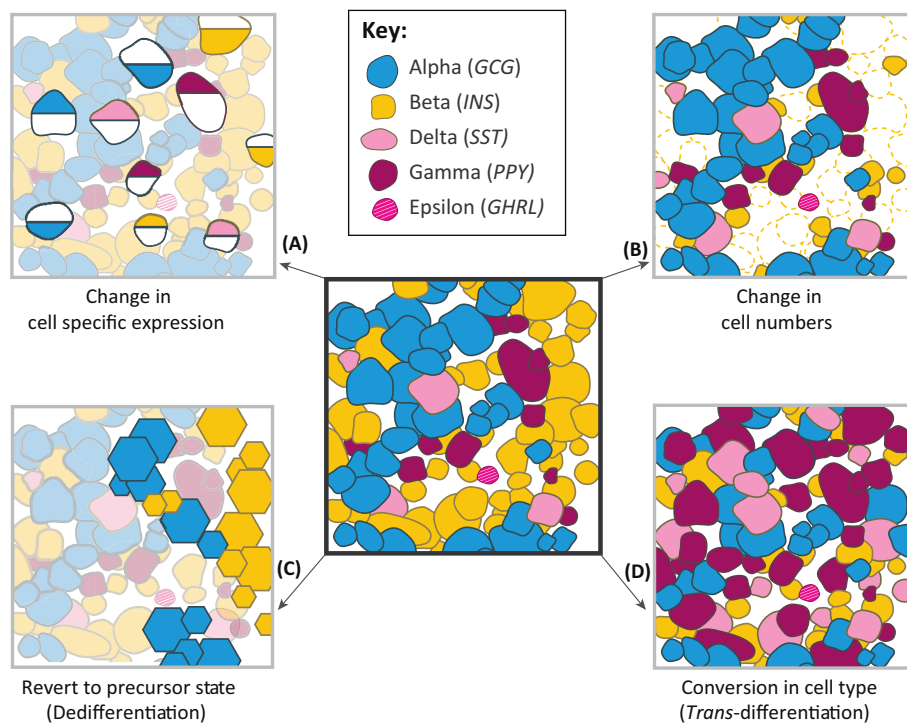 Key:
Alpha (GCG)
Beta (INS)
Delta (SST)
Gamma (PPY)
Epsilon (GHRL)
(A)
(B)
Change in
cell specific expression
Change in
cell numbers
(C)
(D)
Revert to precursor state
(Dedifferentiation)
Conversion in cell type
(Trans-differentiation)